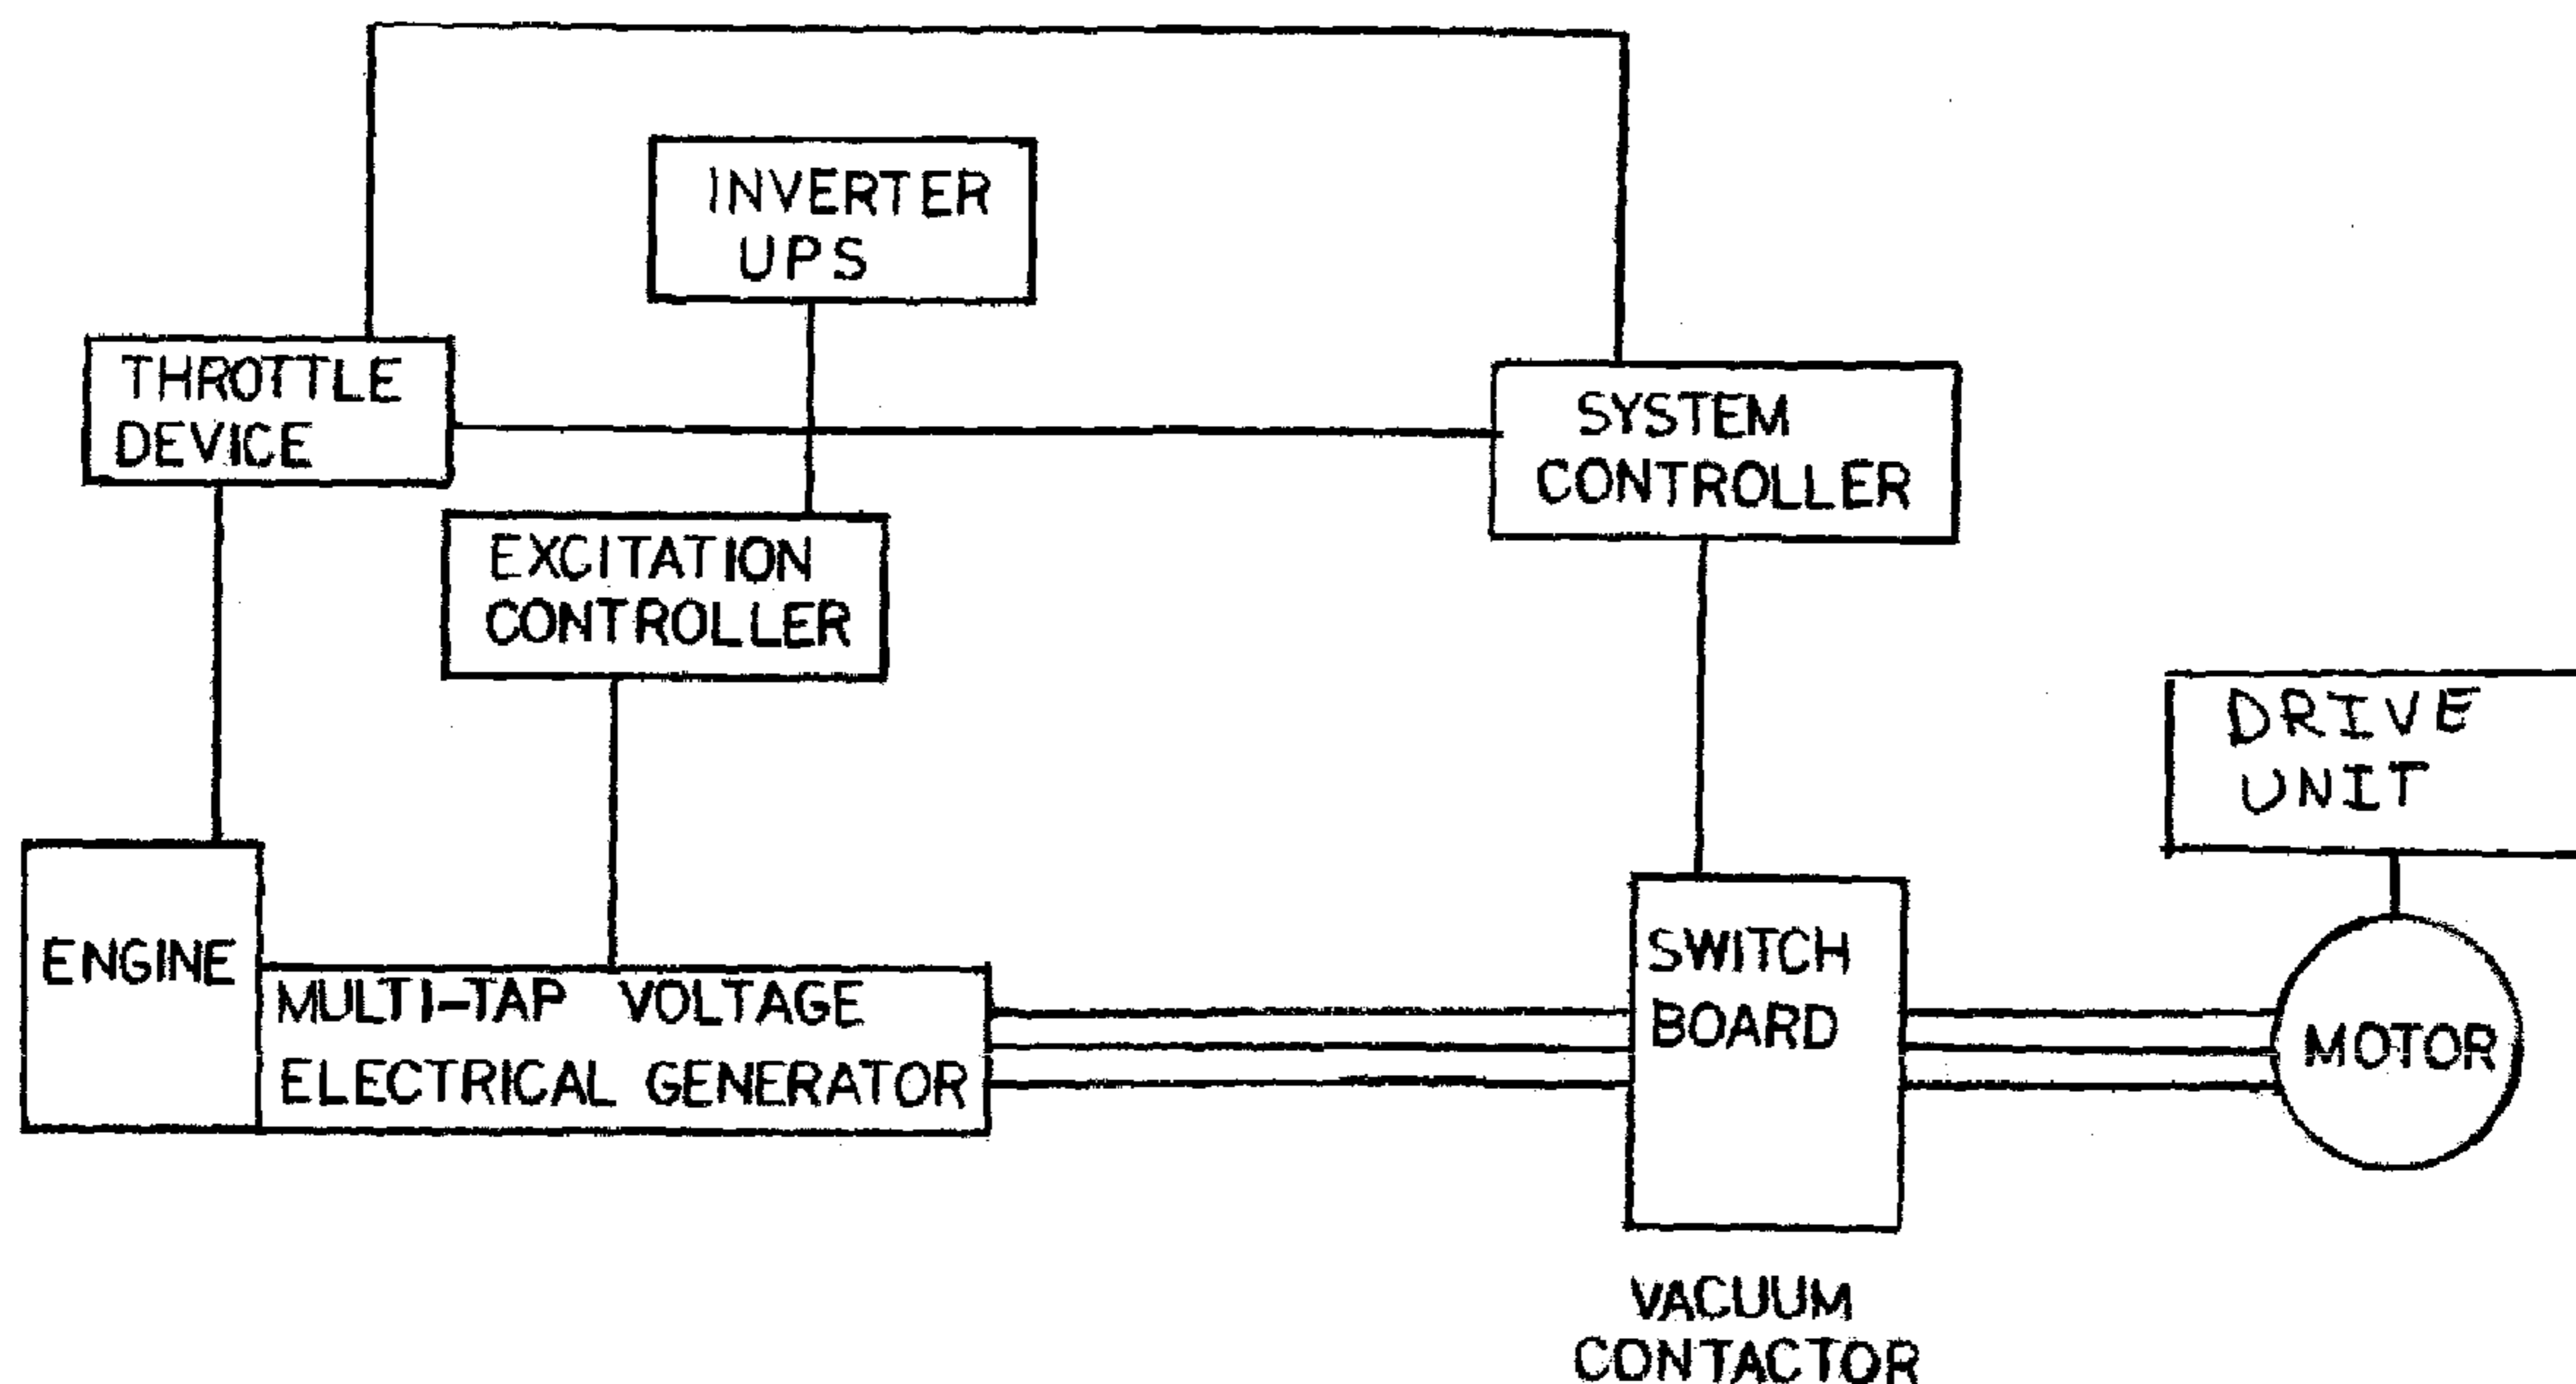 INVERTER
UPS
THROTTLE
DEVICE
SYSTEM
CONTROLLER
EXCITATION
CONTROLLER
DRIVE
UNIT
ENGINE
MULTI-TAP VOLTAGE
ELECTRICAL GENERATOR
SWITCH
BOARD
MOTOR
VACUUM
CONTACTOR